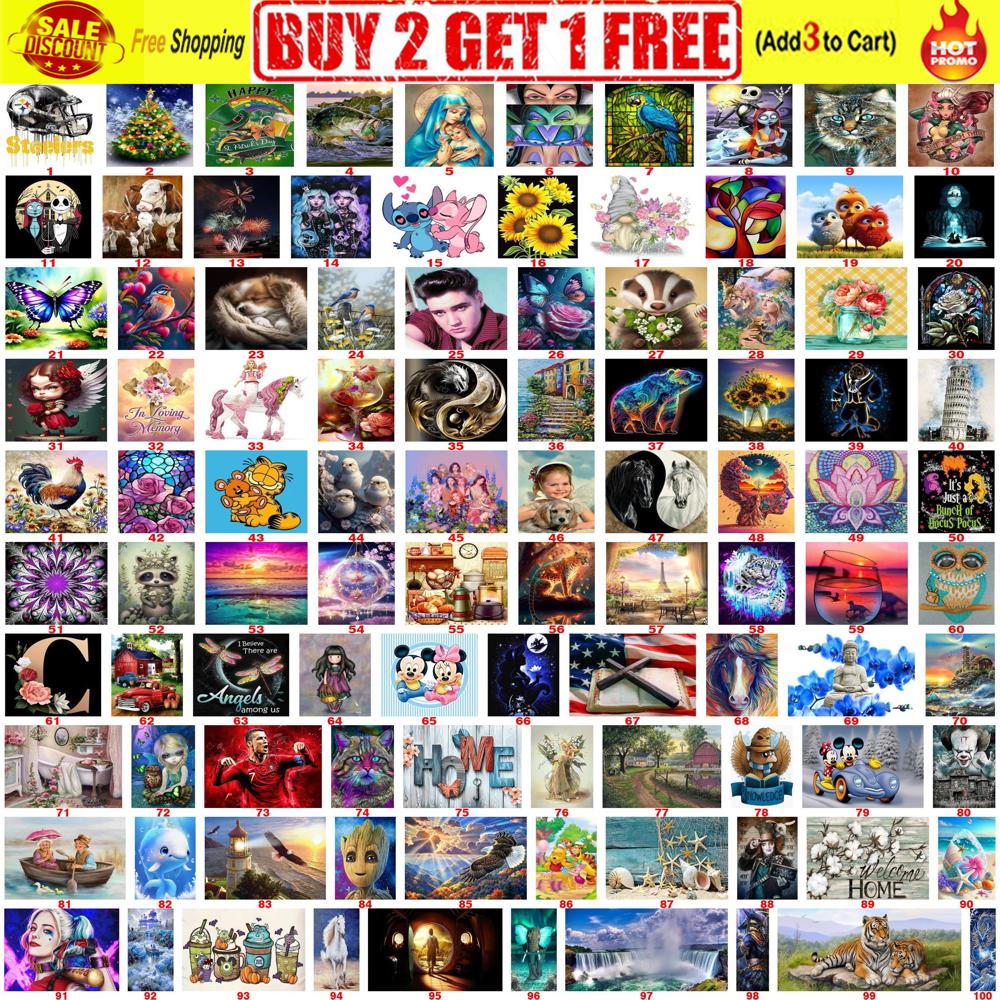 SALE
DISCOUNT
Free Shopping
BUY 2 GET 1 FREE
(Add 3 to Cart)
HOT
PROMO
Steelers
HAPPY
St. Patrick's Day
1 2 3 4 5 6 7 8 9 10
11 12 13 14 15 16 17 18 19 20
21 22 23 24 25 26 27 28 29 30
In Loving
Memory
31 32 33 34 35 36 37 38 39 40
It's
Just a
Bunch of
Hocus Pocus
41 42 43 44 45 46 47 48 49 50
51 52 53 54 55 56 57 58 59 60
C
I Believe
There are
Angels
among us
61 62 63 64 65 66 67 68 69 70
7
HOME
KNOWLEDGE
71 72 73 74 75 76 77 78 79 80
Welcome
HOME
81 82 83 84 85 86 87 88 89 90
91 92 93 94 95 96 97 98 99 100